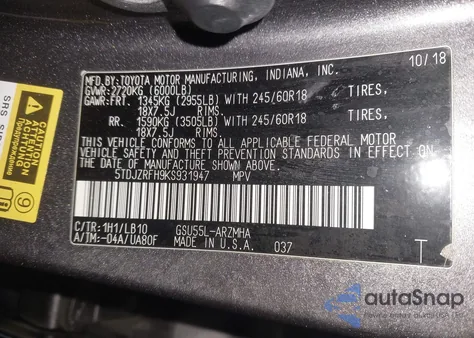 MFD.BY: TOYOTA MOTOR MANUFACTURING, INDIANA, INC. 10/18
GVWR: 2720KG (6000LB)
GAWR: FRT. 1345KG (2955LB) WITH 245/60R18 TIRES,
18X7.5J RIMS.
RR. 1590KG (3505LB) WITH 245/60R18 TIRES,
18X7.5J RIMS.
THIS VEHICLE CONFORMS TO ALL APPLICABLE FEDERAL MOTOR
VEHICLE SAFETY STANDARDS IN EFFECT ON THE DATE OF
MANUFACTURE SHOWN ABOVE.
5TDJZRFH9KS931947 MPV
C/TR: 1H1/LB10 GSU55L-ARZMHA
A/TM: -04A/UA80F MADE IN U.S.A. 037 T
SRS
CAUTION
ATTENTION
autoSnap